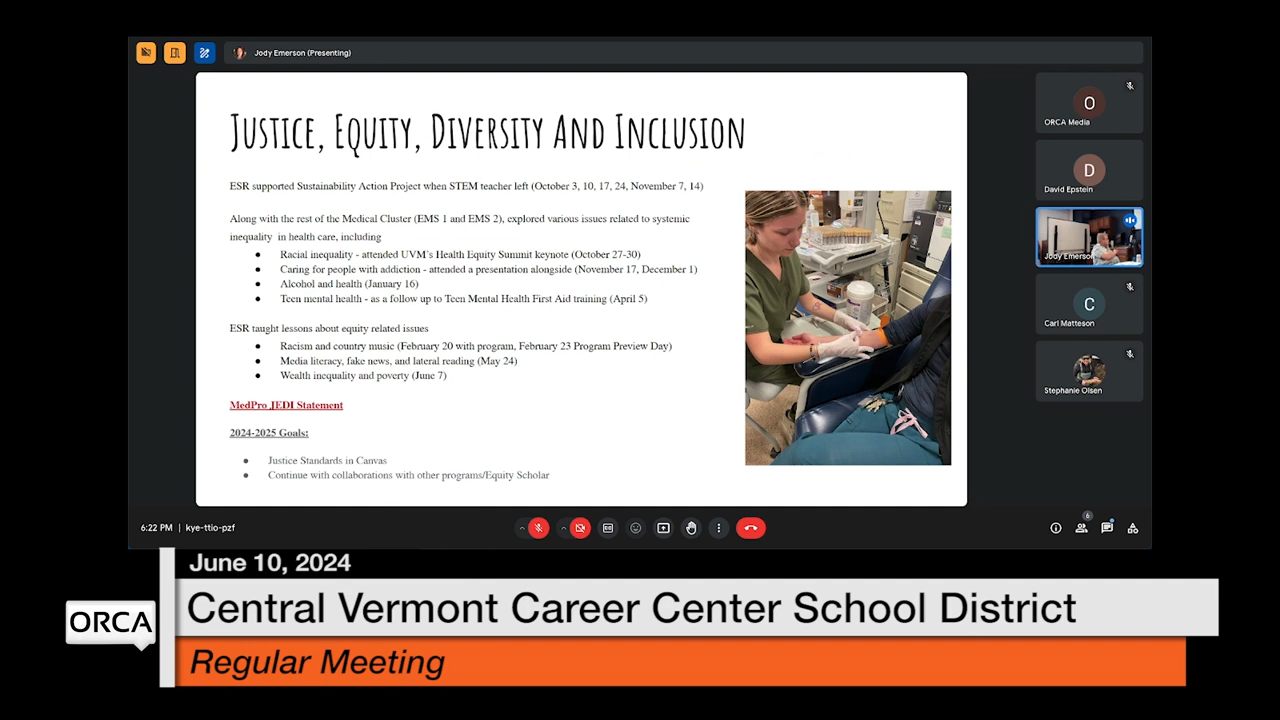 Jody Emerson (Presenting)
JUSTICE, EQUITY, DIVERSITY AND INCLUSION
ESR supported Sustainability Action Project when STEM teacher left (October 3, 10, 17, 24, November 7, 14)
Along with the rest of the Medical Cluster (EMS 1 and EMS 2), explored various issues related to systemic
inequality in health care, including
● Racial inequality - attended UVM's Health Equity Summit keynote (October 27-30)
● Caring for people with addiction - attended a presentation alongside (November 17, December 1)
● Alcohol and health (January 16)
● Teen mental health - as a follow up to Teen Mental Health First Aid training (April 5)
ESR taught lessons about equity related issues
● Racism and country music (February 20 with program, February 23 Program Preview Day)
● Media literacy, fake news, and lateral reading (May 24)
● Wealth inequality and poverty (June 7)
MedPro JEDI Statement
2024-2025 Goals:
● Justice Standards in Canvas
● Continue with collaborations with other programs/Equity Scholar
O
ORCA Media
D
David Epstein
Jody Emerson
C
Carl Matteson
Stephanie Olsen
6:22 PM | kye-ttio-pzf
6
June 10, 2024
ORCA
Central Vermont Career Center School District
Regular Meeting